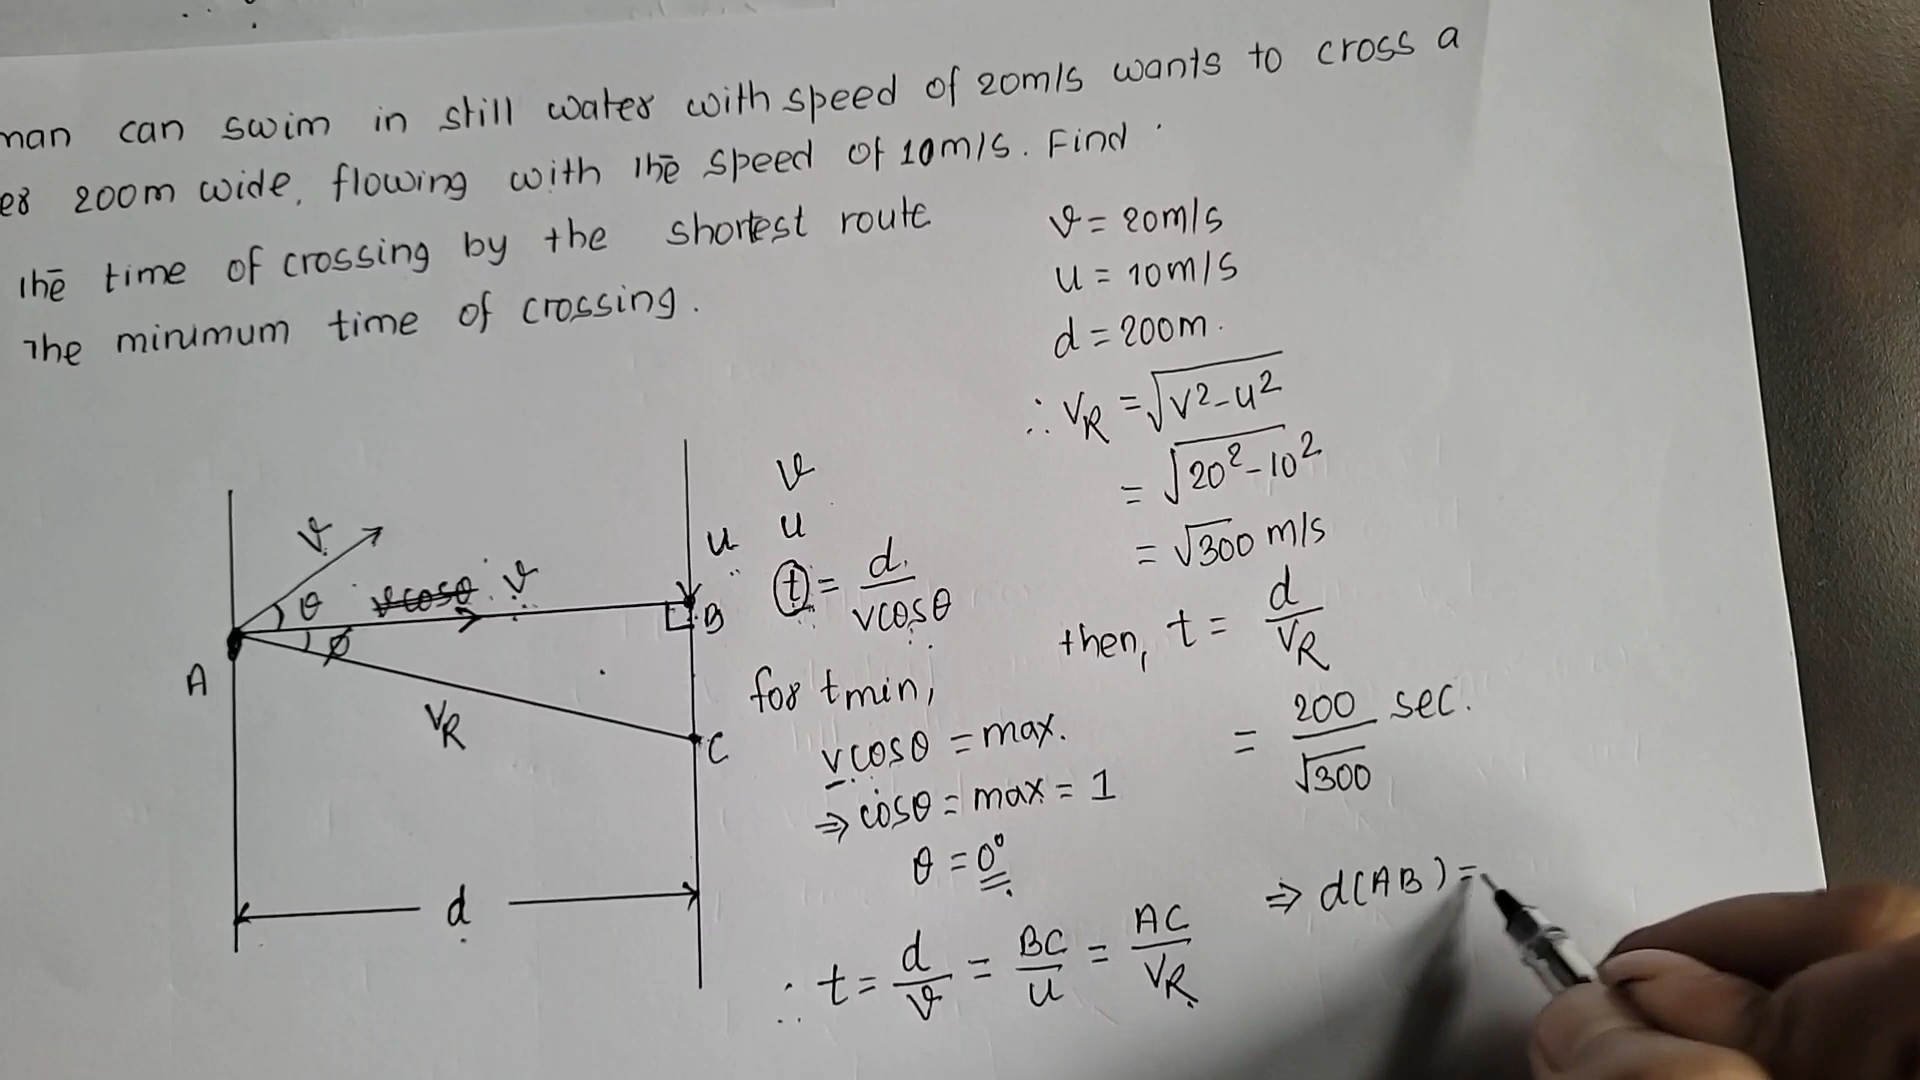 man can swim in still water with speed of 20m/s wants to cross a
er 200m wide, flowing with the speed of 10m/s. Find
the time of crossing by the shortest route
The minimum time of crossing.
v = 20m/s
u = 10m/s
d = 200m.
∴ VR = √V²-u²
= √20²-10²
= √300 m/s
then, t = d/VR
= 200/√300 sec.
⇒ d(AB) =
v
u
t = d/vcosθ
for tmin,
vcosθ = max.
⇒ cosθ = max = 1
θ = 0°
∴ t = d/v = BC/u = AC/VR
v
θ
vcosθ v
u
B
A
ø
VR
C
d